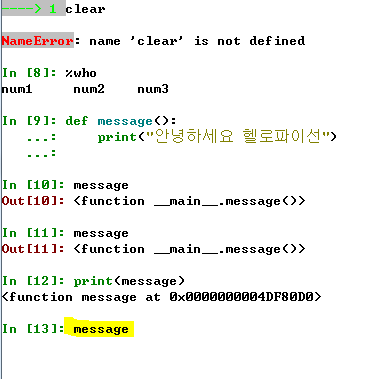 ----> 1 clear
NameError: name 'clear' is not defined
In [8]: %who
num1 num2 num3
In [9]: def message():
...: print("안녕하세요 헬로파이선")
...:
In [10]: message
Out[10]: <function __main__.message()>
In [11]: message
Out[11]: <function __main__.message()>
In [12]: print(message)
<function message at 0x0000000004DF80D0>
In [13]: message